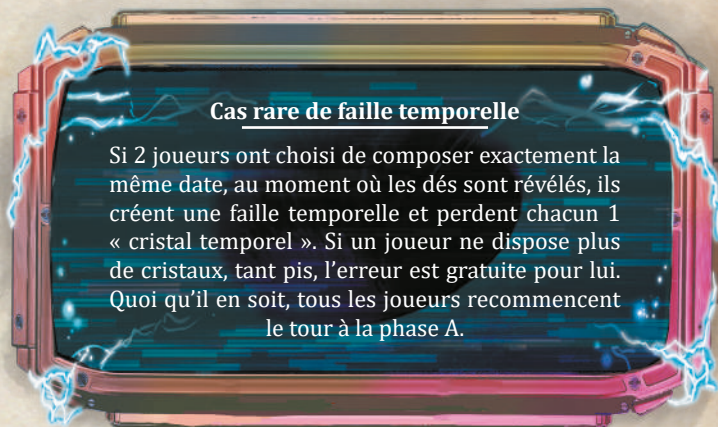 Cas rare de faille temporelle
Si 2 joueurs ont choisi de composer exactement la
même date, au moment où les dés sont révélés, ils
créent une faille temporelle et perdent chacun 1
« cristal temporel ». Si un joueur ne dispose plus
de cristaux, tant pis, l’erreur est gratuite pour lui.
Quoi qu’il en soit, tous les joueurs recommencent
le tour à la phase A.